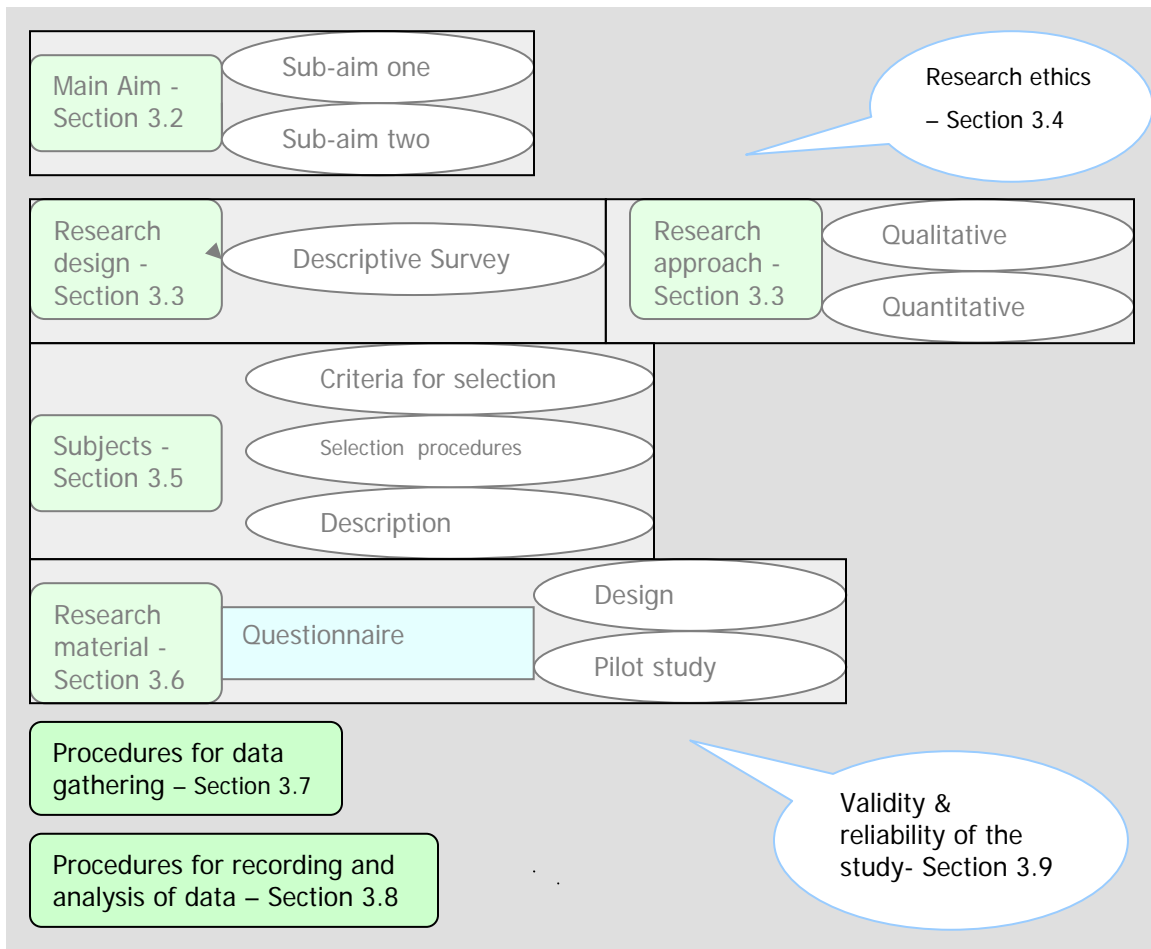 Main Aim -
Section 3.2
Sub-aim one
Sub-aim two
Research ethics
– Section 3.4
Research
design -
Section 3.3
Descriptive Survey
Research
approach -
Section 3.3
Qualitative
Quantitative
Subjects -
Section 3.5
Criteria for selection
Selection procedures
Description
Research
material -
Section 3.6
Questionnaire
Design
Pilot study
Procedures for data
gathering – Section 3.7
Procedures for recording and
analysis of data – Section 3.8
Validity &
reliability of the
study- Section 3.9